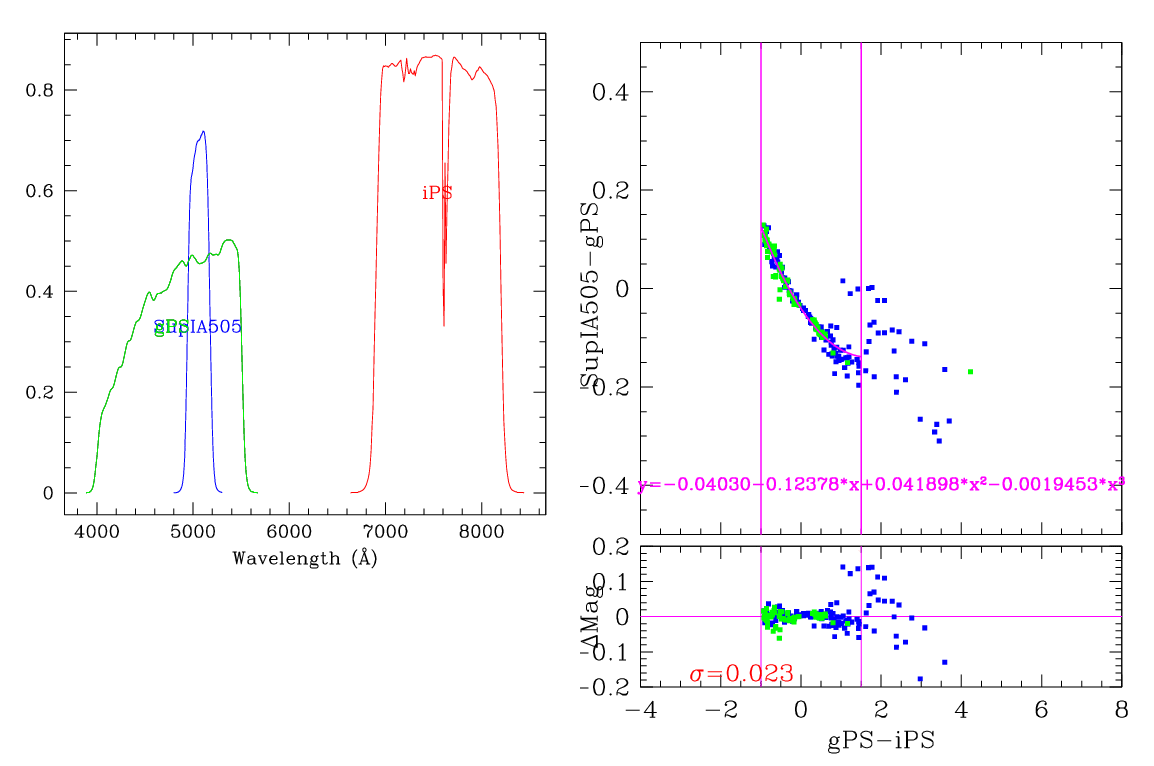 0.8
0.6
0.4
0.2
0
iPS
gPS
SupIA505
4000 5000 6000 7000 8000
Wavelength (Å)
0.4
0.2
0
-0.2
-0.4
SupIA505-gPS
y=-0.04030-0.12378*x+0.041898*x²-0.0019453*x³
0.2
0.1
0
-0.1
-0.2
ΔMag
σ=0.023
-4 -2 0 2 4 6 8
gPS-iPS